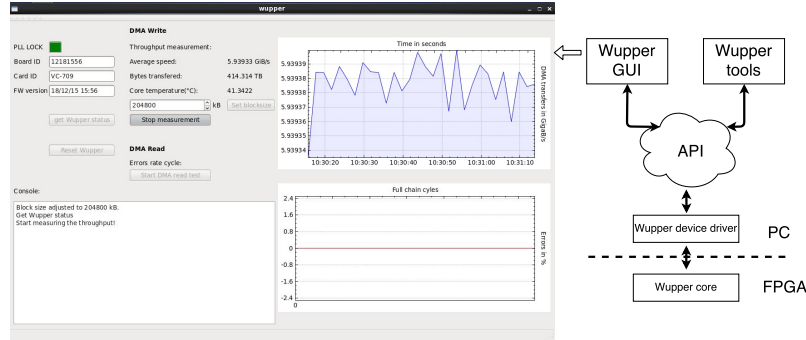 wupper
DMA Write
PLL LOCK
Throughput measurement:
Board ID 12181556
Average speed: 5.93933 GiB/s
Card ID VC-709
Bytes transfered: 414.314 TB
FW version 18/12/15 15:56
Core temperature(°C): 41.3422
204800 kB Set blocksize
get Wupper status
Stop measurement
Reset Wupper
DMA Read
Errors rate cycle:
Start DMA read test
Console:
Block size adjusted to 204800 kB.
Get Wupper status
Start measuring the throughput!
Time in seconds
5.93939
5.93938
5.93938
5.93937
5.93936
5.93935
5.93935
5.93934
10:30:20 10:30:30 10:30:40 10:30:50 10:31:00 10:31:10
DMA transfers in GigaB/s
Full chain cyles
2.4
1.6
0.8
0
-0.8
-1.6
-2.4
0
Errors in %
Wupper
GUI
Wupper
tools
API
Wupper device driver
PC
Wupper core
FPGA